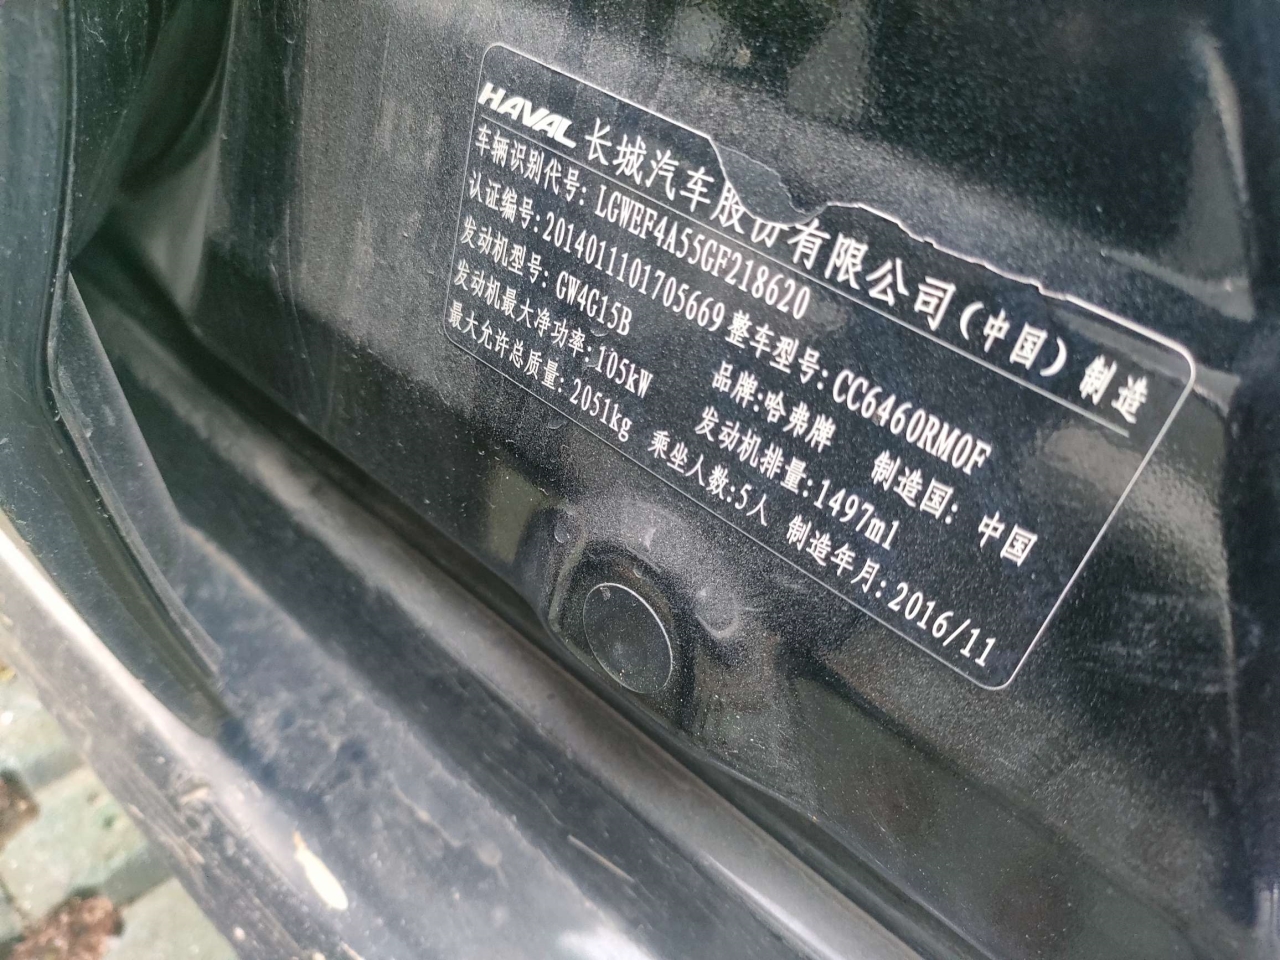 HAVAL 长城汽车股份有限公司(中国)制造
车辆识别代号: LGWEF4A55GF218620
认证编号:2014011101705669 整车型号:CC6460RM0F
发动机型号: GW4G15B 品牌:哈弗牌 制造国: 中国
发动机最大净功率:105kW 发动机排量:1497ml
最大允许总质量: 2051kg 乘坐人数:5人 制造年月:2016/11